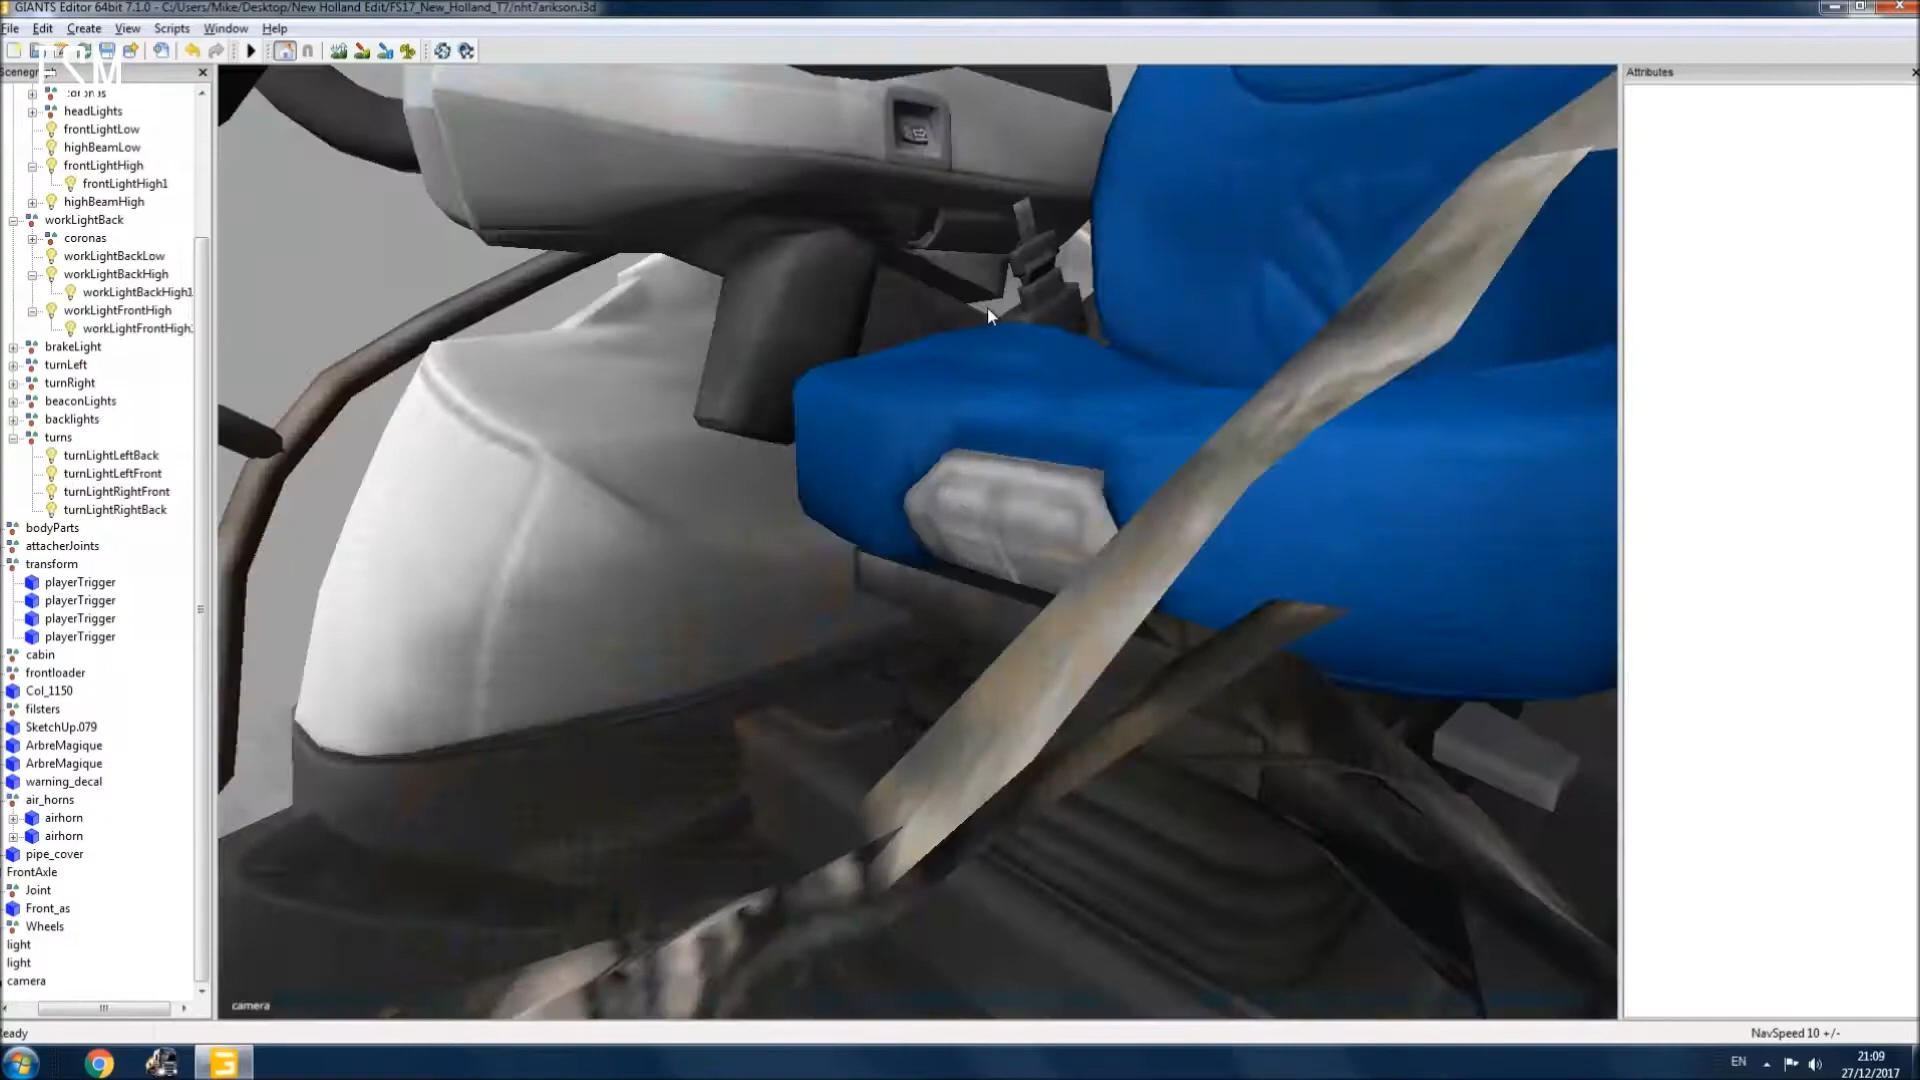 GIANTS Editor 64bit 7.1.0 - C:/Users/Mike/Desktop/New Holland Edit/FS17_New_Holland_T7/nht7arikson.i3d
File Edit Create View Scripts Window Help
headLights
frontLightLow
highBeamLow
frontLightHigh
frontLightHigh1
highBeamHigh
workLightBack
coronas
workLightBackLow
workLightBackHigh
workLightBackHigh1
workLightFrontHigh
workLightFrontHigh
brakeLight
turnLeft
turnRight
beaconLights
backlights
turns
turnLightLeftBack
turnLightLeftFront
turnLightRightFront
turnLightRightBack
bodyParts
attacherJoints
transform
playerTrigger
playerTrigger
playerTrigger
playerTrigger
cabin
frontloader
Col_1150
filsters
SketchUp.079
ArbreMagique
ArbreMagique
warning_decal
air_horns
airhorn
airhorn
pipe_cover
FrontAxle
Joint
Front_as
Wheels
light
light
camera
camera
Attributes
eady
NavSpeed 10 +/-
EN
21:09
27/12/2017